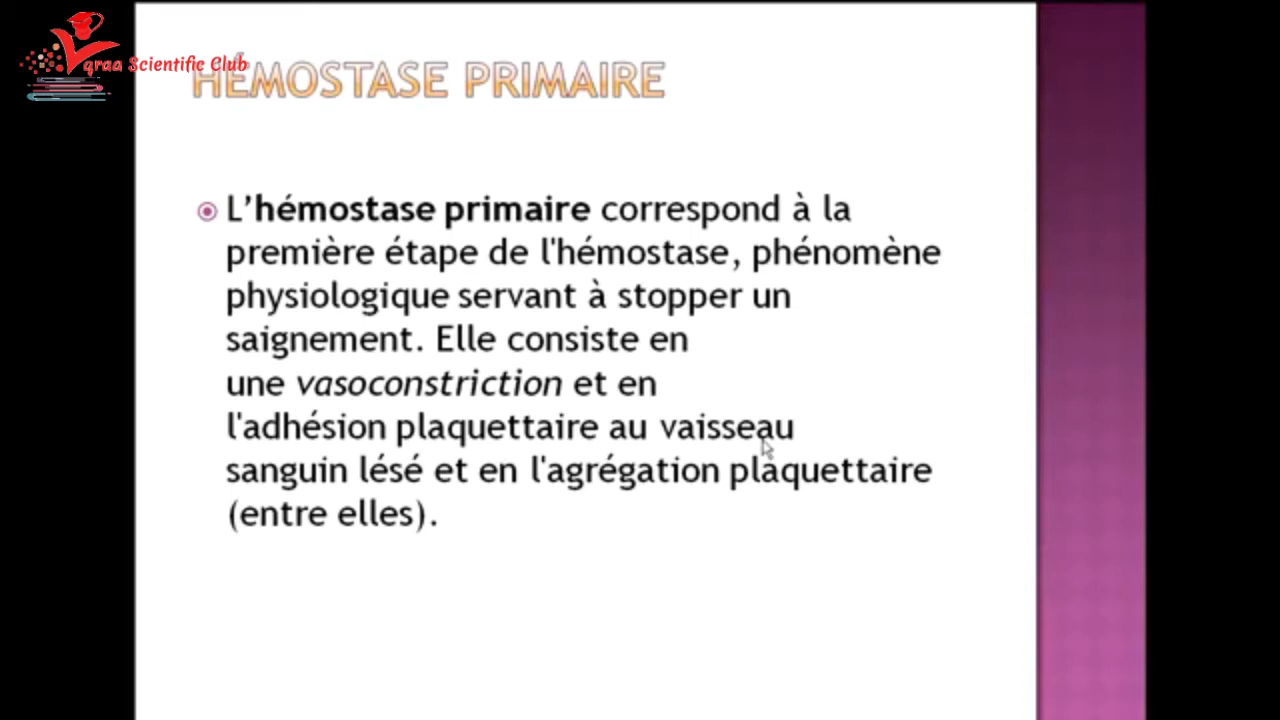 qraa Scientific Club
HÉMOSTASE PRIMAIRE
L’hémostase primaire correspond à la
première étape de l'hémostase, phénomène
physiologique servant à stopper un
saignement. Elle consiste en
une vasoconstriction et en
l'adhésion plaquettaire au vaisseau
sanguin lésé et en l'agrégation plaquettaire
(entre elles).